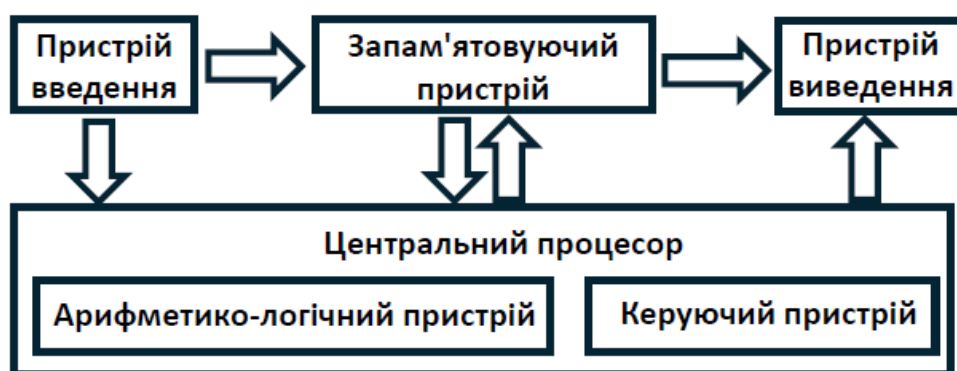 Пристрій
введення
Запам'ятовуючий
пристрій
Пристрій
виведення
Центральний процесор
Арифметико-логічний пристрій
Керуючий пристрій